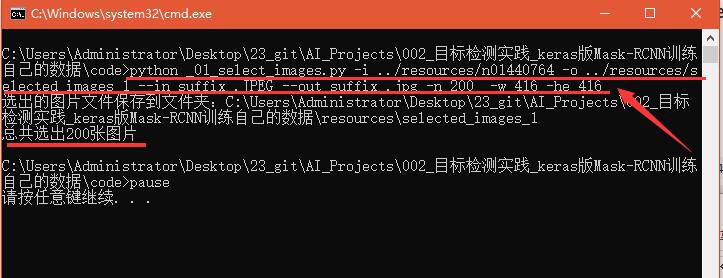 C:\Windows\system32\cmd.exe
C:\Users\Administrator\Desktop\23_git\AI_Projects\002_目标检测实践_keras版Mask-RCNN训练
自己的数据\code>python _01_select_images.py -i ../resources/n01440764 -o ../resources/s
elected_images_1 --in_suffix .JPEG --out_suffix .jpg -n 200  -w 416 -he 416
选出的图片文件保存到文件夹：C:\Users\Administrator\Desktop\23_git\AI_Projects\002_目标
检测实践_keras版Mask-RCNN训练自己的数据\resources\selected_images_1
总共选出200张图片
C:\Users\Administrator\Desktop\23_git\AI_Projects\002_目标检测实践_keras版Mask-RCNN训练
自己的数据\code>pause
请按任意键继续. . .